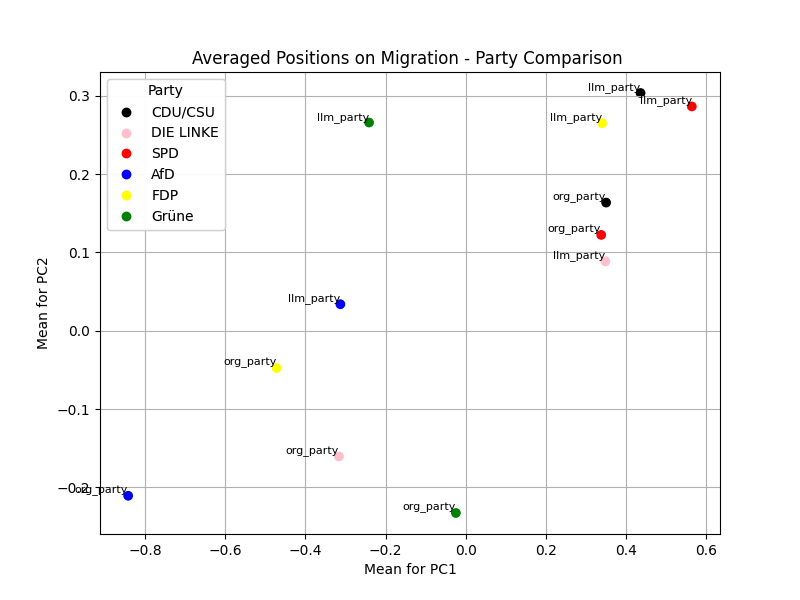 Averaged Positions on Migration - Party Comparison
Party
CDU/CSU
DIE LINKE
SPD
AfD
FDP
Grüne
llm_party
llm_party
llm_party
llm_party
org_party
org_party
llm_party
llm_party
org_party
org_party
org_party
org_party
0.3
0.2
0.1
0.0
−0.1
−0.2
Mean for PC2
−0.8
−0.6
−0.4
−0.2
0.0
0.2
0.4
0.6
Mean for PC1